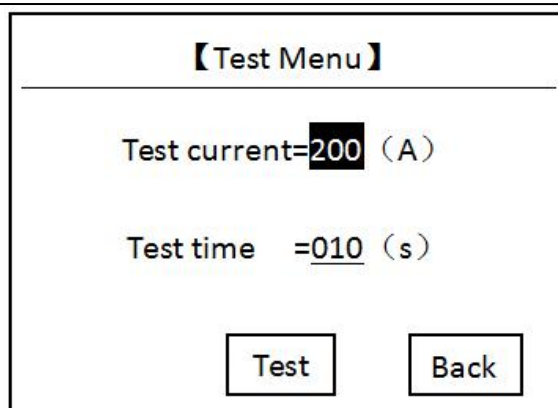 【Test Menu】
Test current=200（A）
Test time =010（s）
Test Back